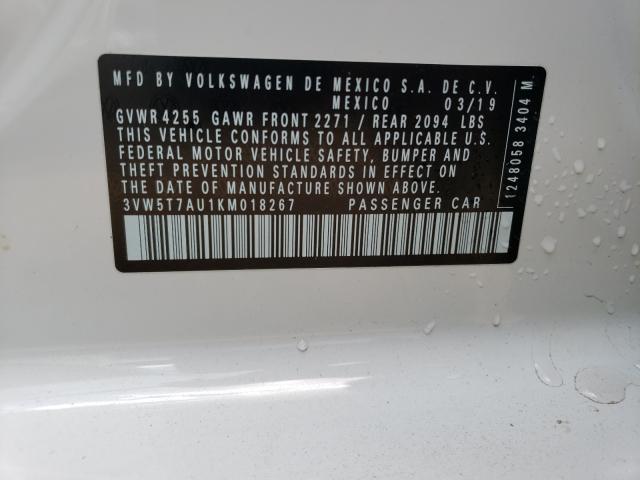 MFD BY VOLKSWAGEN DE MEXICO S.A. DE C.V.
MEXICO 03/19
GVWR 4255 GAWR FRONT 2271 / REAR 2094 LBS
THIS VEHICLE CONFORMS TO ALL APPLICABLE U.S.
FEDERAL MOTOR VEHICLE SAFETY, BUMPER AND
THEFT PREVENTION STANDARDS IN EFFECT ON
THE DATE OF MANUFACTURE SHOWN ABOVE.
3VW5T7AU1KM018267 PASSENGER CAR
1248058 3404 M